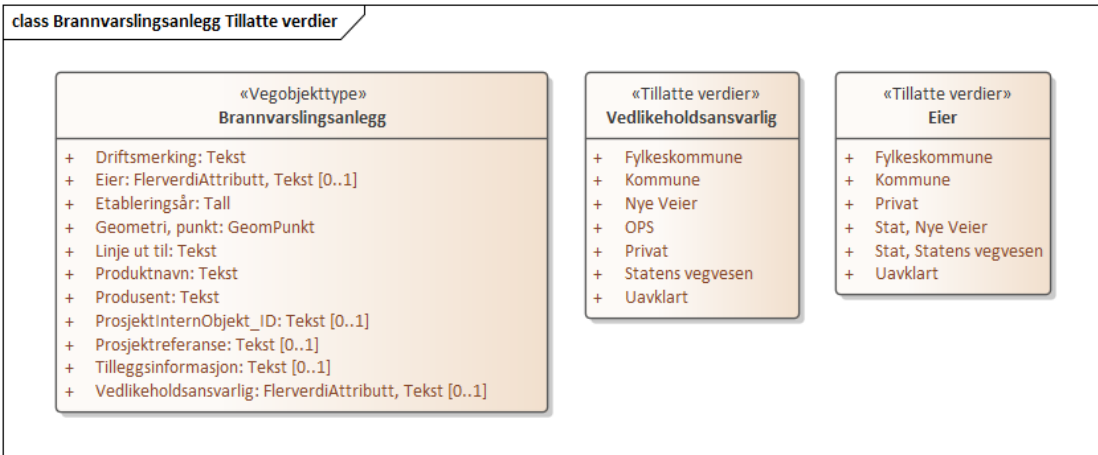 class Brannvarslingsanlegg Tillatte verdier
«Vegobjekttype»
Brannvarslingsanlegg
+ Driftsmerking: Tekst
+ Eier: FlerverdiAttributt, Tekst [0..1]
+ Etableringsår: Tall
+ Geometri, punkt: GeomPunkt
+ Linje ut til: Tekst
+ Produktnavn: Tekst
+ Produsent: Tekst
+ ProsjektInternObjekt_ID: Tekst [0..1]
+ Prosjektreferanse: Tekst [0..1]
+ Tilleggsinformasjon: Tekst [0..1]
+ Vedlikeholdsansvarlig: FlerverdiAttributt, Tekst [0..1]
«Tillatte verdier»
Vedlikeholdsansvarlig
+ Fylkeskommune
+ Kommune
+ Nye Veier
+ OPS
+ Privat
+ Statens vegvesen
+ Uavklart
«Tillatte verdier»
Eier
+ Fylkeskommune
+ Kommune
+ Privat
+ Stat, Nye Veier
+ Stat, Statens vegvesen
+ Uavklart